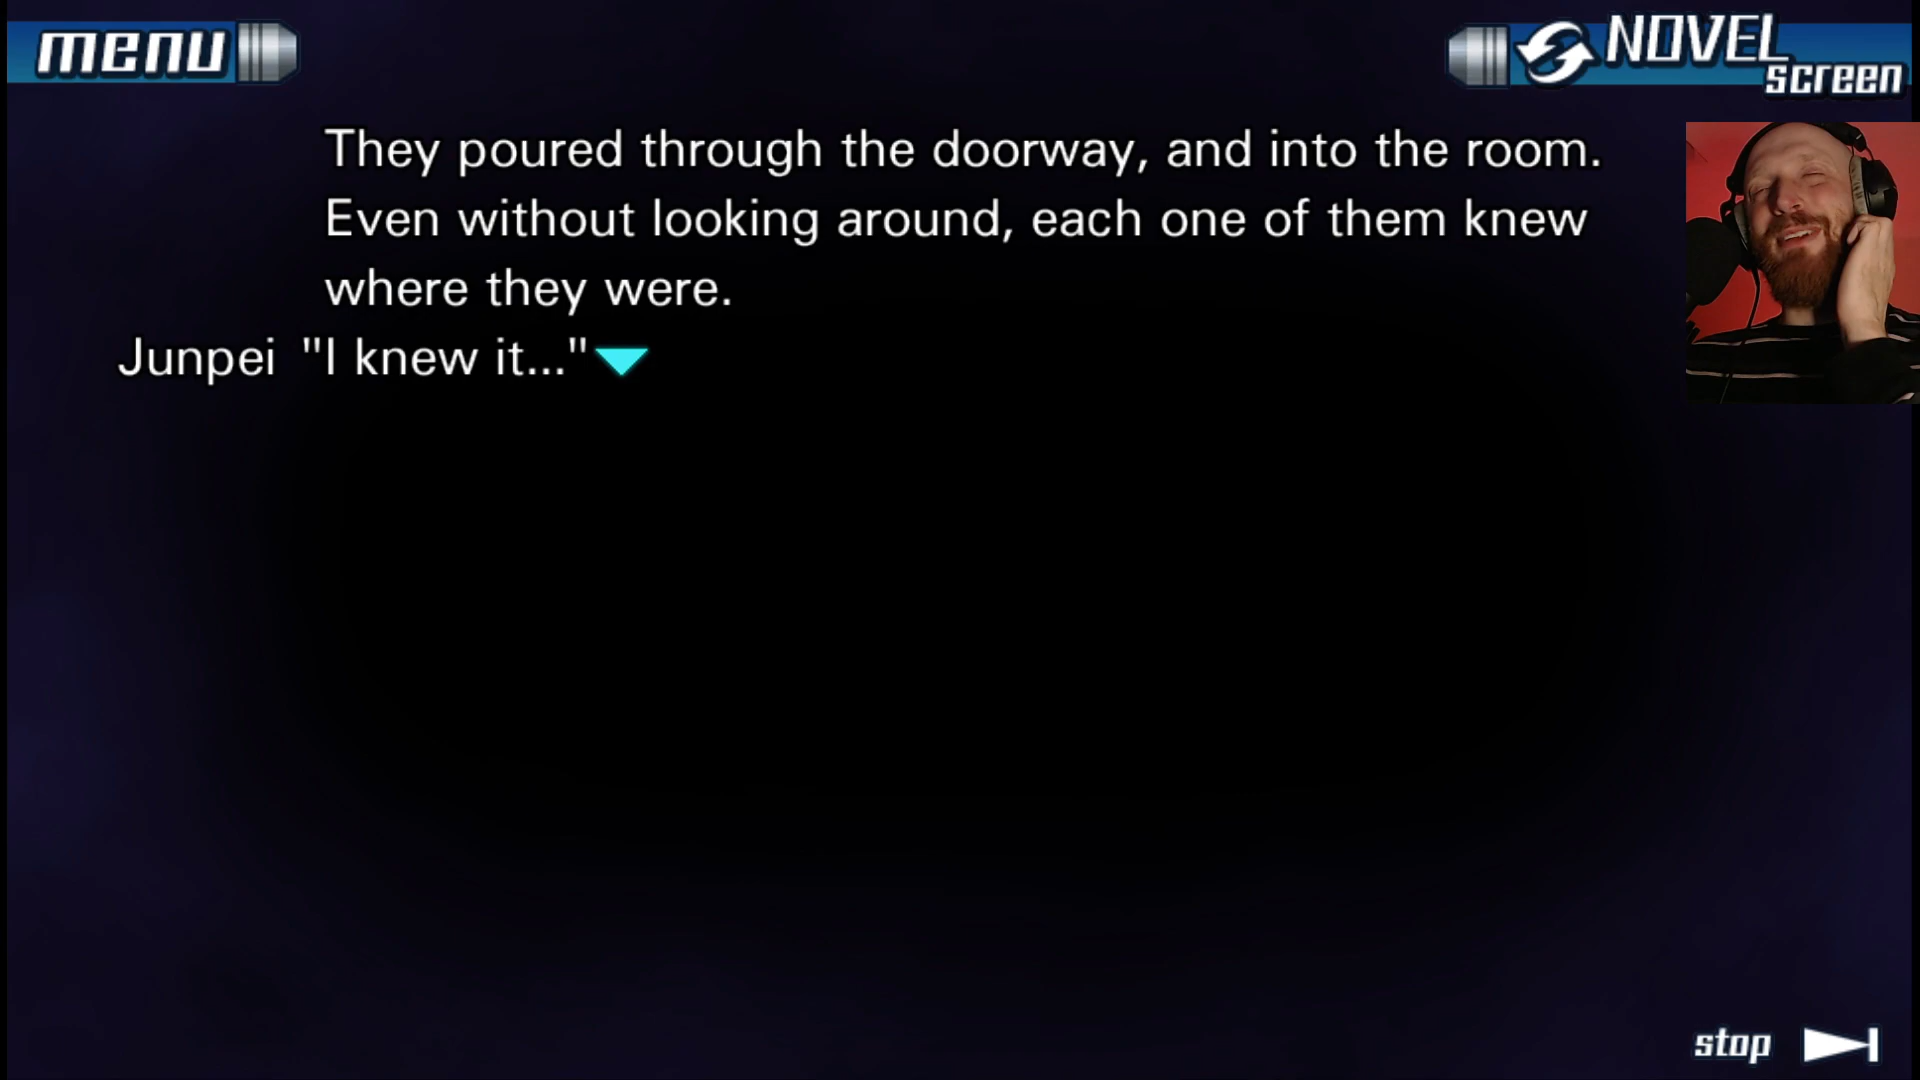 menu
NOVEL
screen
They poured through the doorway, and into the room.
Even without looking around, each one of them knew
where they were.
Junpei "I knew it..."
stop